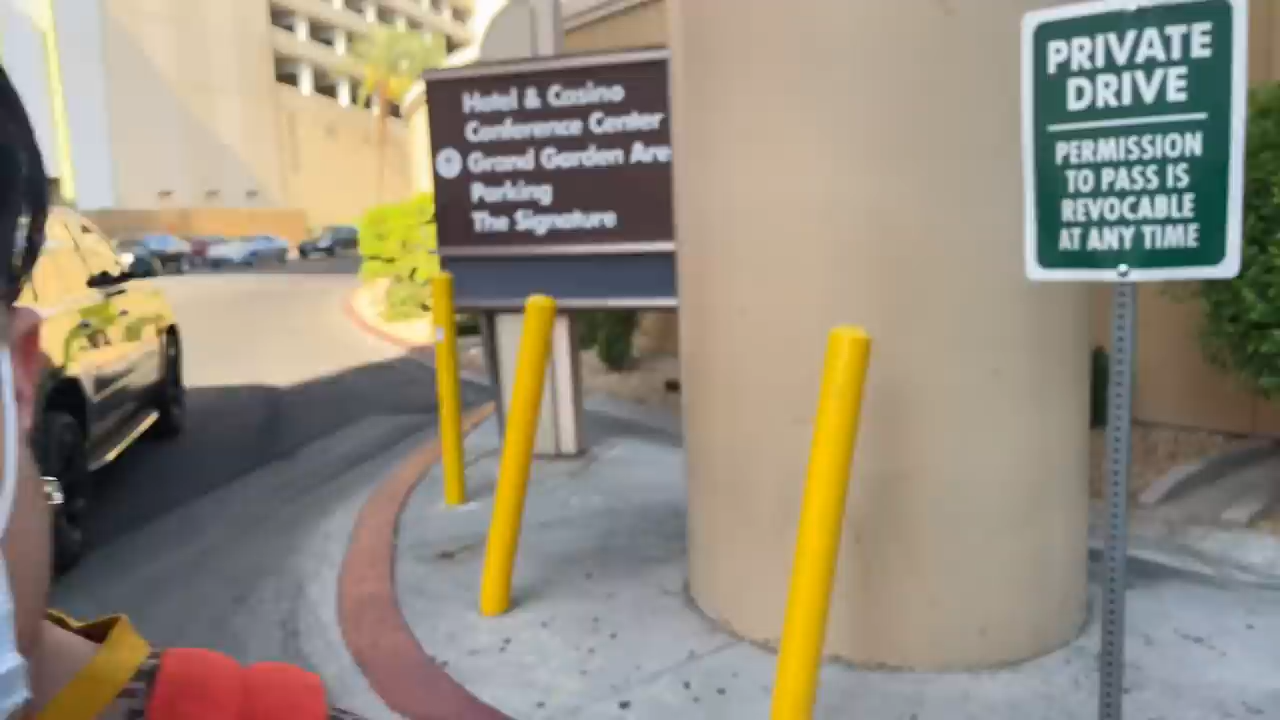 Hotel & Casino
Conference Center
Grand Garden Are
Parking
The Signature
PRIVATE
DRIVE
PERMISSION
TO PASS IS
REVOCABLE
AT ANY TIME